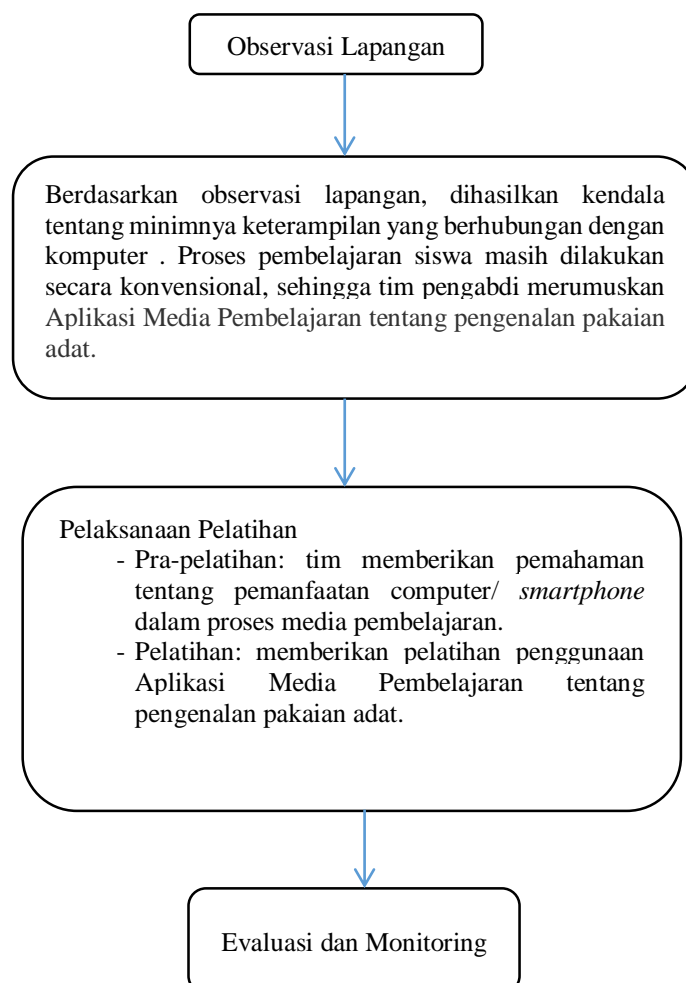 Observasi Lapangan
Berdasarkan observasi lapangan, dihasilkan kendala
tentang minimnya keterampilan yang berhubungan dengan
komputer . Proses pembelajaran siswa masih dilakukan
secara konvensional, sehingga tim pengabdi merumuskan
Aplikasi Media Pembelajaran tentang pengenalan pakaian
adat.
Pelaksanaan Pelatihan
- Pra-pelatihan: tim memberikan pemahaman
tentang pemanfaatan computer/ smartphone
dalam proses media pembelajaran.
- Pelatihan: memberikan pelatihan penggunaan
Aplikasi Media Pembelajaran tentang
pengenalan pakaian adat.
Evaluasi dan Monitoring